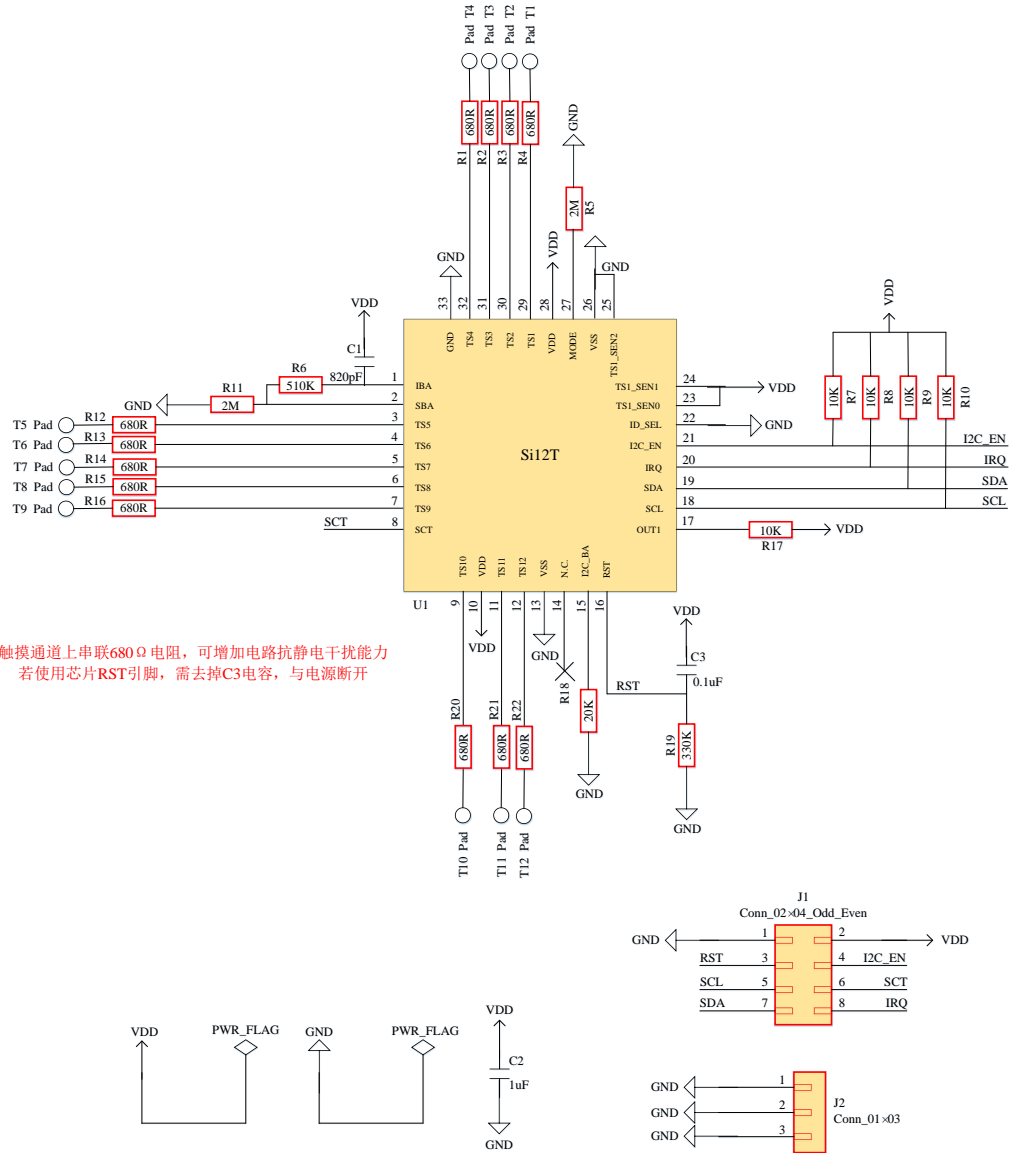 Pad T4
Pad T3
Pad T2
Pad T1
680R
680R
680R
680R
R1
R2
R3
R4
GND
2M
R5
GND
VDD
GND
33
32
31
30
29
28
27
26
25
GND
TS4
TS3
TS2
TS1
VDD
MODE
VSS
TS1_SEN2
VDD
C1
820pF
R6
510K
R11
2M
GND
1
IBA
2
SBA
T5 Pad
R12
680R
3
TS5
T6 Pad
R13
680R
4
TS6
T7 Pad
R14
680R
5
TS7
T8 Pad
R15
680R
6
TS8
T9 Pad
R16
680R
7
TS9
SCT
8
SCT
Si12T
U1
TS1_SEN1
24
TS1_SEN0
23
VDD
ID_SEL
22
GND
I2C_EN
21
I2C_EN
IRQ
20
IRQ
SDA
19
SDA
SCL
18
SCL
OUT1
17
10K
R17
VDD
VDD
10K
R7
10K
R8
10K
R9
10K
R10
TS10
VDD
TS11
TS12
VSS
N.C.
I2C_BA
RST
9
10
11
12
13
14
15
16
VDD
GND
R18
20K
GND
RST
VDD
C3
0.1uF
R19
330K
GND
触摸通道上串联680Ω电阻，可增加电路抗静电干扰能力
若使用芯片RST引脚，需去掉C3电容，与电源断开
R20
R21
R22
680R
680R
680R
T10 Pad
T11 Pad
T12 Pad
J1
Conn_02×04_Odd_Even
GND
1
2
VDD
RST
3
4
I2C_EN
SCL
5
6
SCT
SDA
7
8
IRQ
VDD
PWR_FLAG
GND
PWR_FLAG
VDD
C2
1uF
GND
GND
1
GND
2
GND
3
J2
Conn_01×03